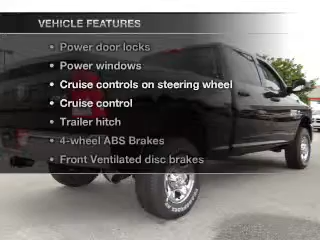 VEHICLE FEATURES
• Power door locks
• Power windows
• Cruise controls on steering wheel
• Cruise control
• Trailer hitch
• 4-wheel ABS Brakes
• Front Ventilated disc brakes